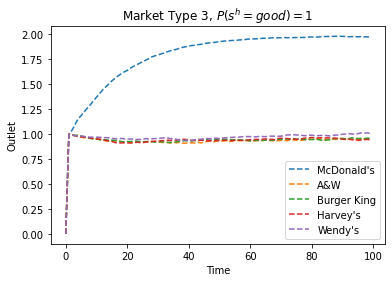 Market Type 3, $P(s^h = good) = 1$
Outlet
2.00
1.75
1.50
1.25
1.00
0.75
0.50
0.25
0.00
McDonald's
A&W
Burger King
Harvey's
Wendy's
0 20 40 60 80 100
Time